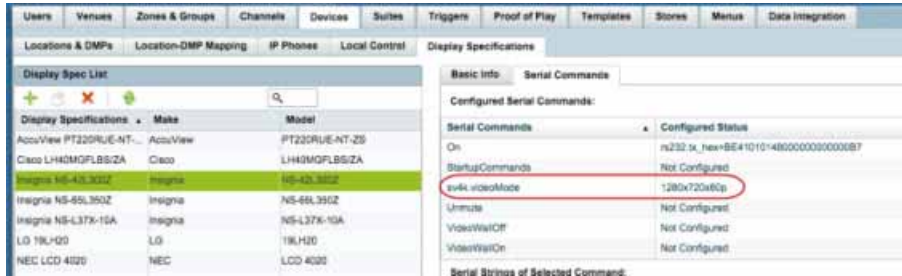 Users Venues Zones & Groups Channels Devices Suites Triggers Proof of Play Templates Stores Menus Data Integration
Locations & DMPs Location-DMP Mapping IP Phones Local Control Display Specifications
Display Spec List
Basic Info Serial Commands
Configured Serial Commands:
Display Specifications Make Model
Serial Commands Configured Status
AccuView PT220RUE-NT-... AccuView PT220RUE-NT-ZS
On
Cisco LH40MGFLBS/ZA Cisco LH40MGFLBS/ZA
StartupCommands Not Configured
Insignia NS-42L302Z Insignia NS-42L302Z
sv4k.videoMode 1280x720x60p
Insignia NS-65L350Z Insignia NS-65L350Z
Unmute Not Configured
Insignia NS-L37X-10A Insignia NS-L37X-10A
VideoWallOff Not Configured
LG 19LH20 LG 19LH20
VideoWallOn Not Configured
NEC LCD 4020 NEC LCD 4020
Serial Strings of Selected Command: